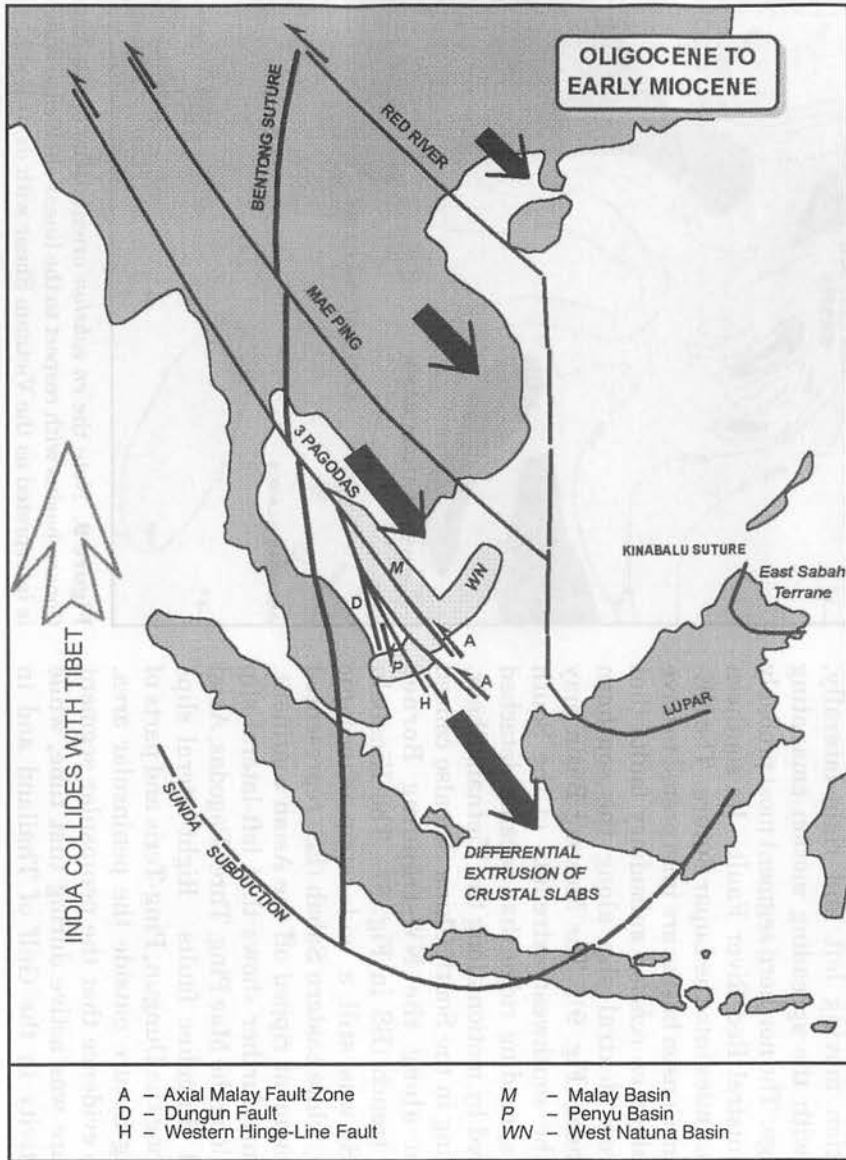 OLIGOCENE TO
EARLY MIOCENE
BENTONG SUTURE
RED RIVER
MAE PING
3 PAGODAS
M
WN
D
P
A
A
H
KINABALU SUTURE
East Sabah
Terrane
LUPAR
INDIA COLLIDES WITH TIBET
SUNDA
SUBDUCTION
DIFFERENTIAL
EXTRUSION OF
CRUSTAL SLABS
A – Axial Malay Fault Zone
D – Dungun Fault
H – Western Hinge-Line Fault
M – Malay Basin
P – Penyu Basin
WN – West Natuna Basin